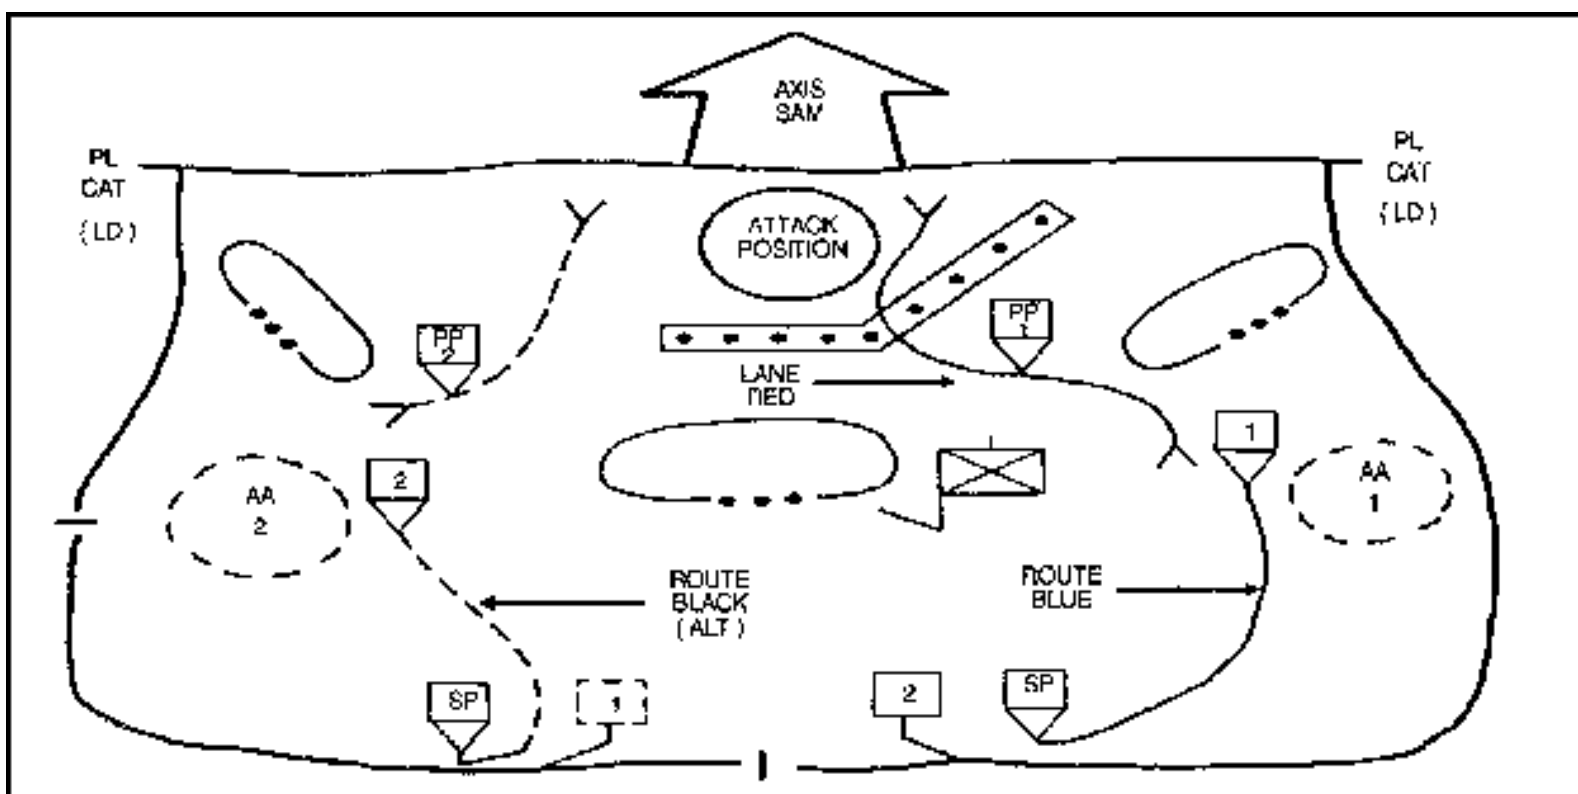 AXIS
SAM
PL
CAT
(LD)
PL
CAT
(LD)
ATTACK
POSITION
PP
2
PP
1
LANE
RED
1
2
AA
2
AA
1
ROUTE
BLACK
(ALT)
ROUTE
BLUE
SP
1
2
SP